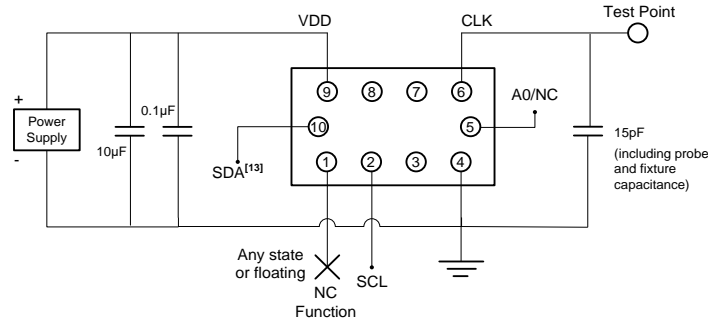 Test Point
VDD
CLK
9
8
7
6
A0/NC
+
Power
Supply
-
0.1µF
10µF
10
5
15pF
(including probe
and fixture
capacitance)
SDA[13]
1
2
3
4
Any state
or floating
NC
Function
SCL